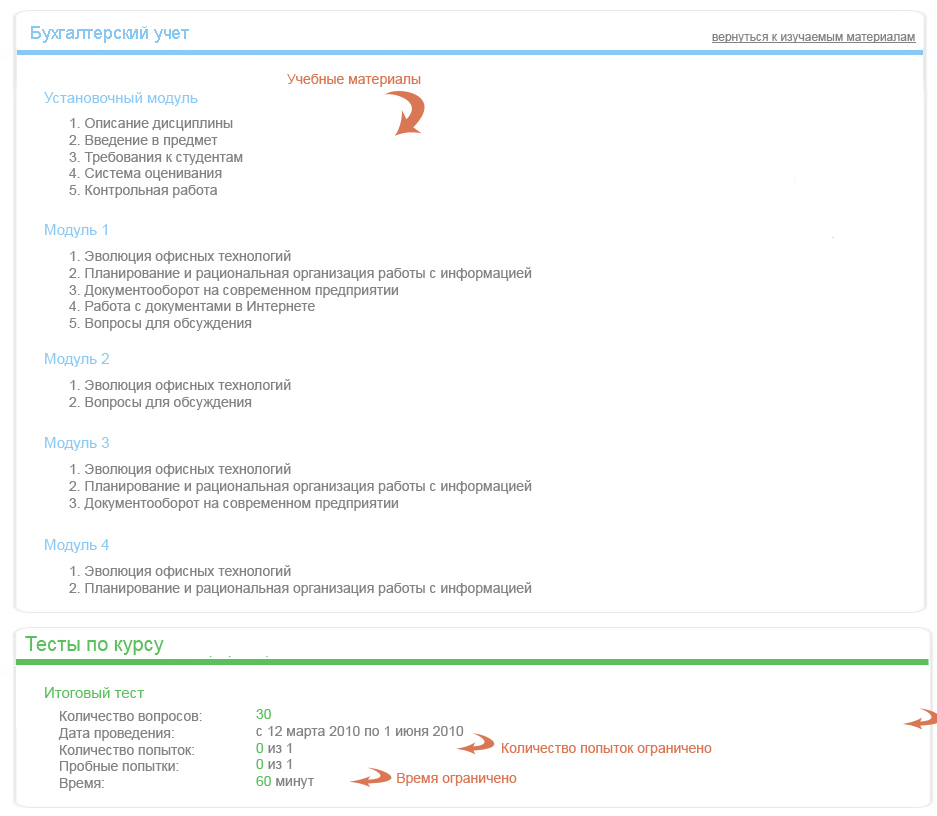 Бухгалтерский учет
вернуться к изучаемым материалам
Учебные материалы
Установочный модуль
1. Описание дисциплины
2. Введение в предмет
3. Требования к студентам
4. Система оценивания
5. Контрольная работа
Модуль 1
1. Эволюция офисных технологий
2. Планирование и рациональная организация работы с информацией
3. Документооборот на современном предприятии
4. Работа с документами в Интернете
5. Вопросы для обсуждения
Модуль 2
1. Эволюция офисных технологий
2. Вопросы для обсуждения
Модуль 3
1. Эволюция офисных технологий
2. Планирование и рациональная организация работы с информацией
3. Документооборот на современном предприятии
Модуль 4
1. Эволюция офисных технологий
2. Планирование и рациональная организация работы с информацией
Тесты по курсу
Итоговый тест
Количество вопросов: 30
Дата проведения: с 12 марта 2010 по 1 июня 2010
Количество попыток: 0 из 1 Количество попыток ограничено
Пробные попытки: 0 из 1
Время: 60 минут Время ограничено